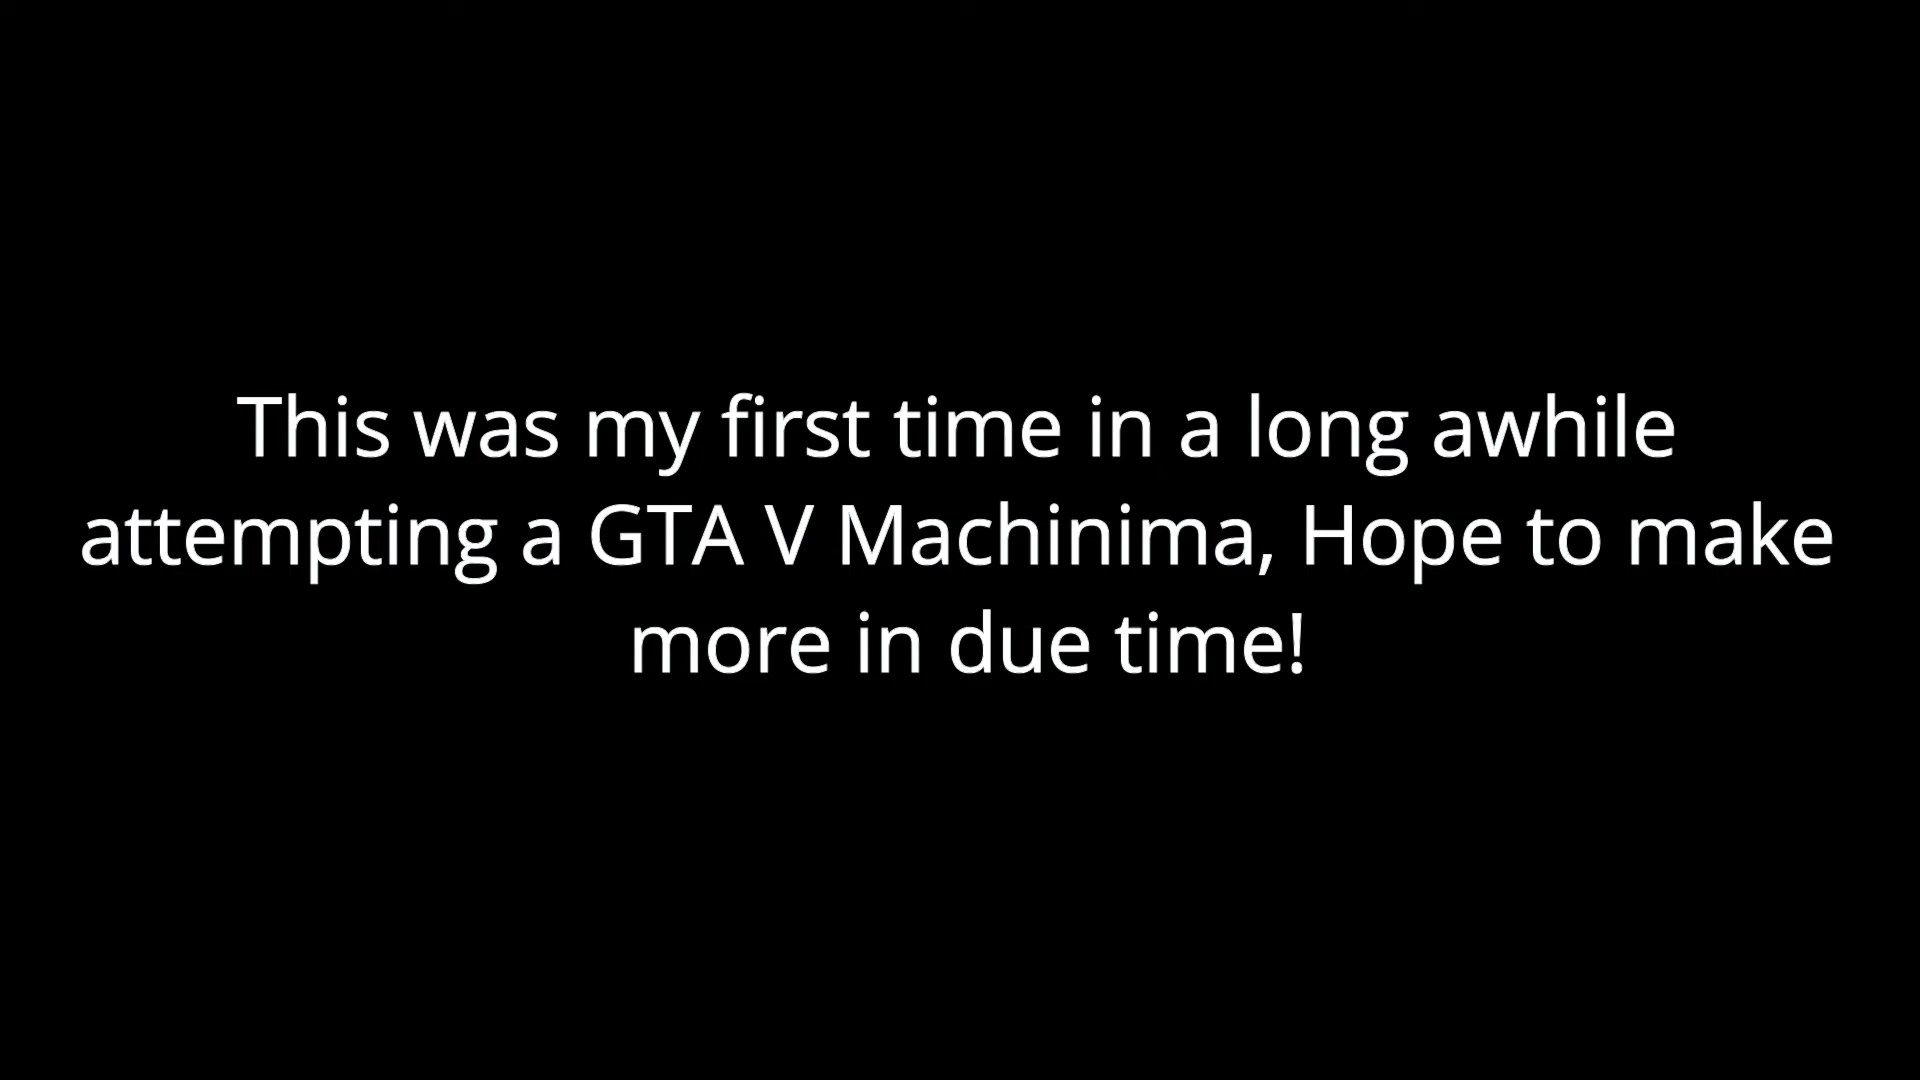 This was my first time in a long awhile
attempting a GTA V Machinima, Hope to make
more in due time!